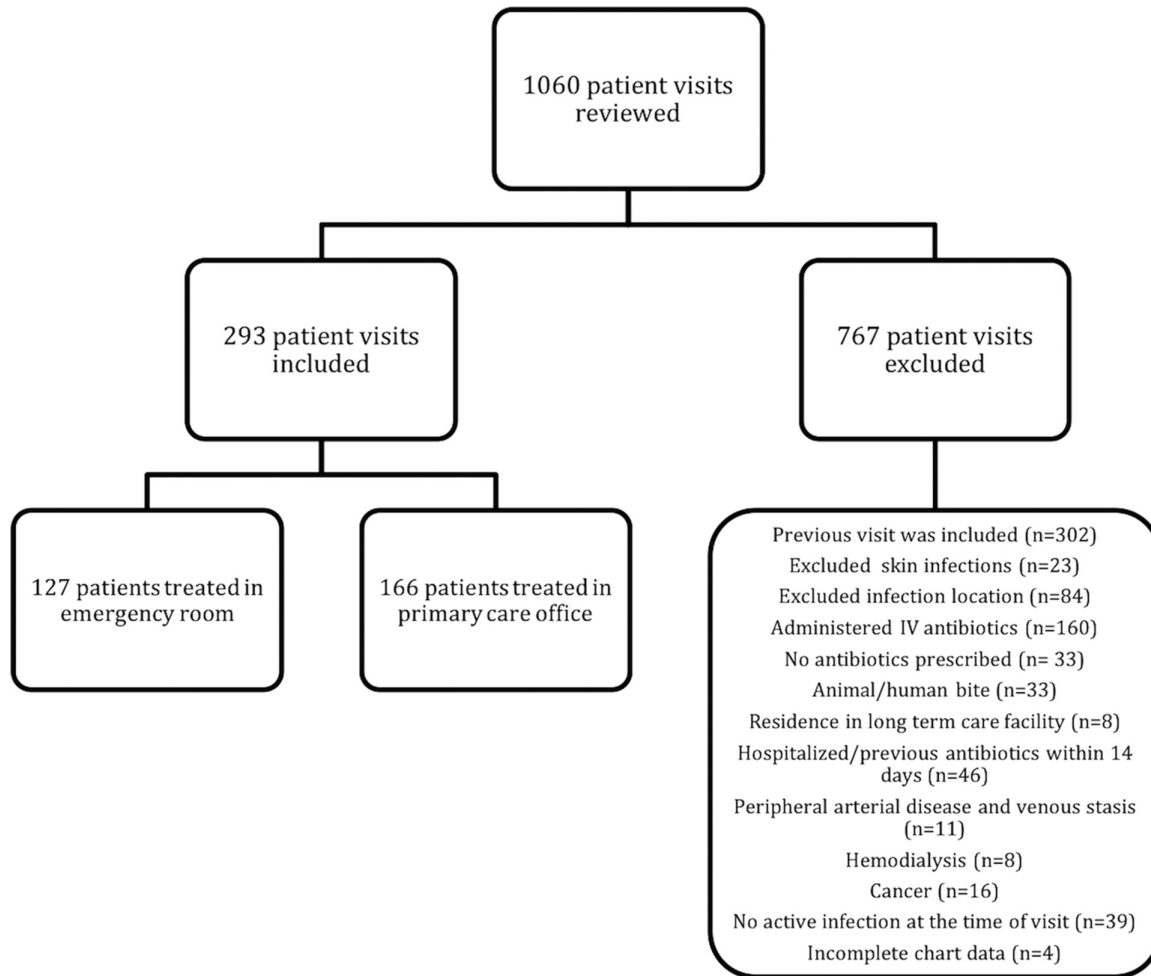 1060 patient visits
reviewed
293 patient visits
included
767 patient visits
excluded
127 patients treated in
emergency room
166 patients treated in
primary care office
Previous visit was included (n=302)
Excluded skin infections (n=23)
Excluded infection location (n=84)
Administered IV antibiotics (n=160)
No antibiotics prescribed (n= 33)
Animal/human bite (n=33)
Residence in long term care facility (n=8)
Hospitalized/previous antibiotics within 14
days (n=46)
Peripheral arterial disease and venous stasis
(n=11)
Hemodialysis (n=8)
Cancer (n=16)
No active infection at the time of visit (n=39)
Incomplete chart data (n=4)